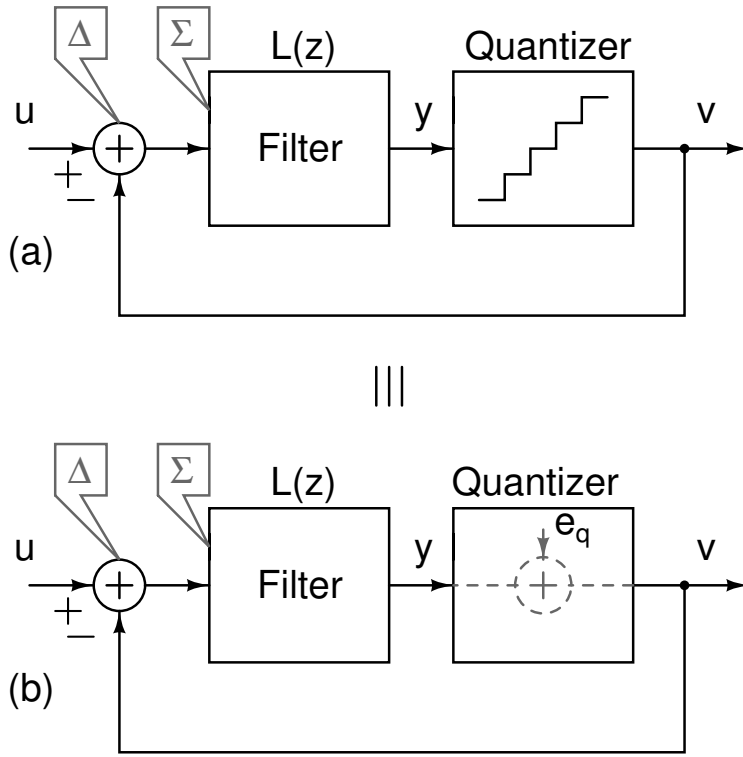 Δ Σ L(z) Quantizer
u + Filter y v
+
−
(a)
|||
Δ Σ L(z) Quantizer
u + Filter y e_q + v
+
−
(b)